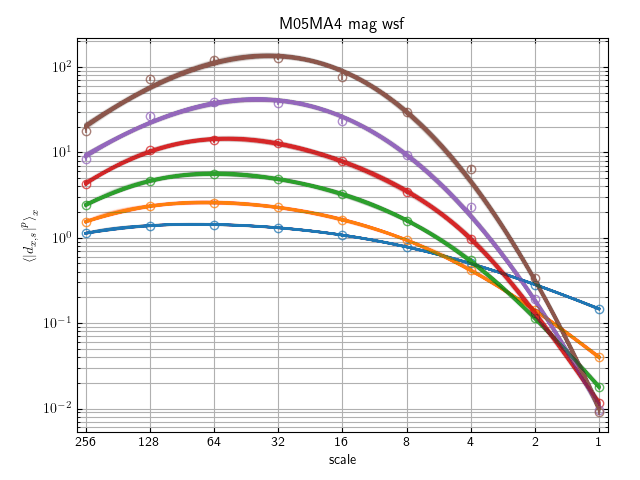 M05MA4 mag wsf
⟨|d_{x,s}|^p⟩_x
10^2
10^1
10^0
10^{-1}
10^{-2}
256 128 64 32 16 8 4 2 1
scale